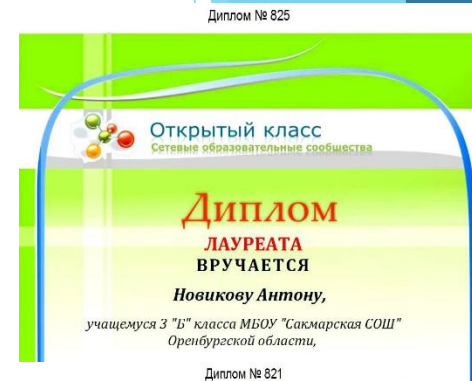 Диплом № 825
Открытый класс
Сетевые образовательные сообщества
Диплом
ЛАУРЕАТА
ВРУЧАЕТСЯ
Новикову Антону,
учащемуся 3 "Б" класса МБОУ "Сакмарская СОШ"
Оренбургской области,
Диплом № 821